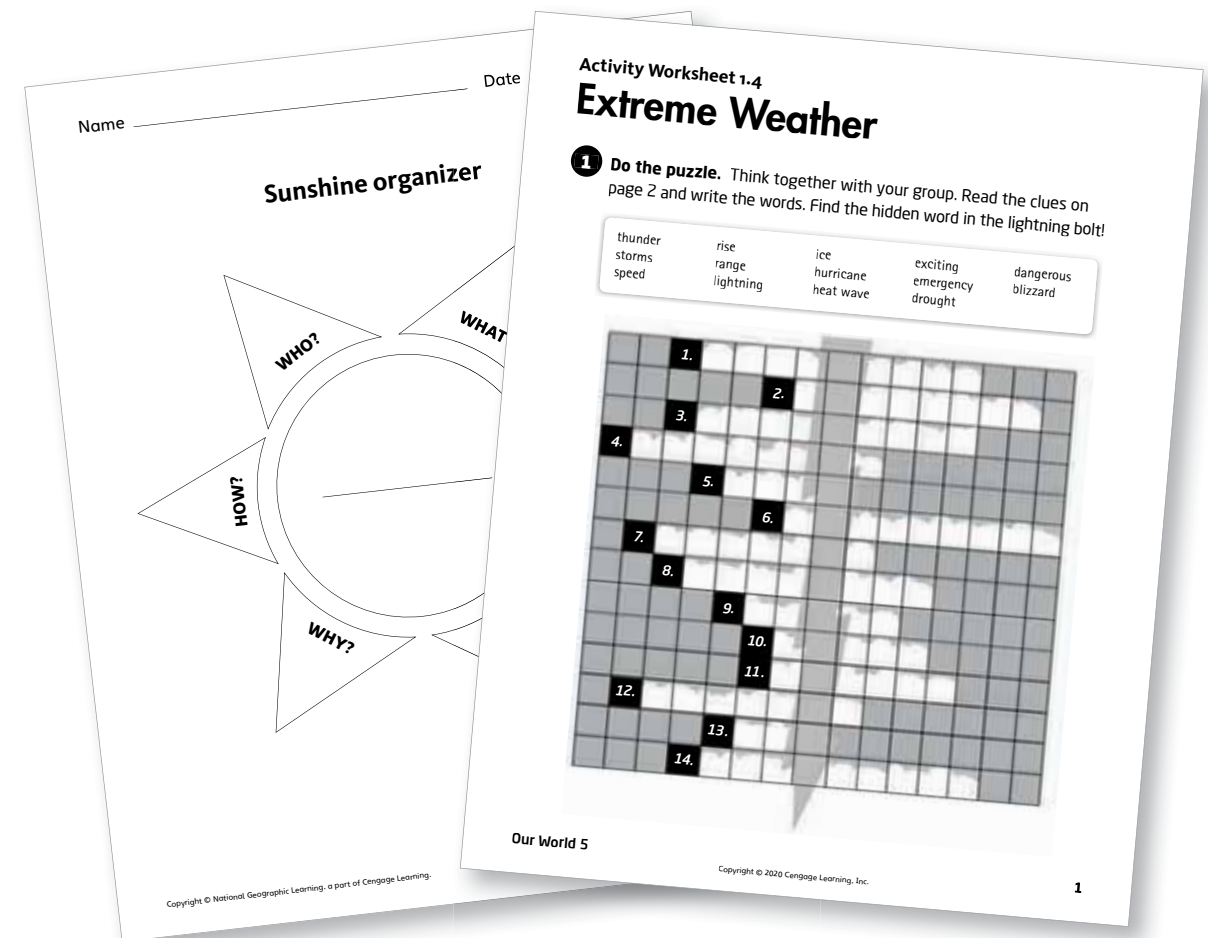 Name Date
Sunshine organizer
WHO?
WHAT
HOW?
WHY?
Copyright © National Geographic Learning, a part of Cengage Learning.
Activity Worksheet 1.4
Extreme Weather
1 Do the puzzle. Think together with your group. Read the clues on
page 2 and write the words. Find the hidden word in the lightning bolt!
thunder rise ice exciting dangerous
storms range hurricane emergency blizzard
speed lightning heat wave drought
1.
2.
3.
4.
5.
6.
7.
8.
9.
10.
11.
12.
13.
14.
Our World 5
Copyright © 2020 Cengage Learning, Inc.
1